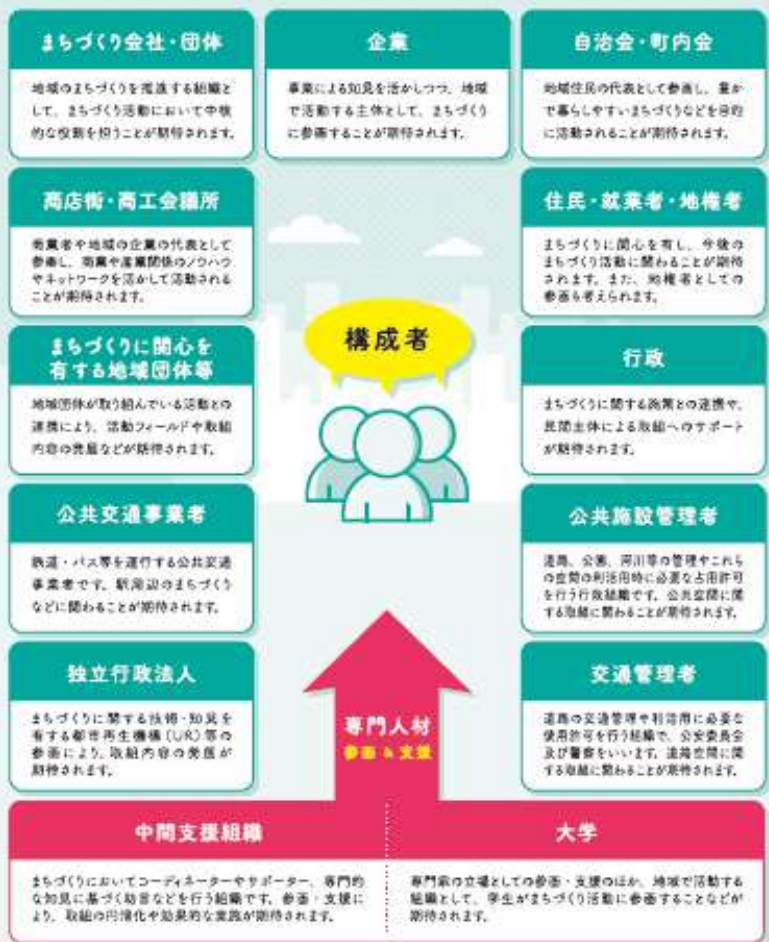 まちづくり会社・団体
地域のまちづくりを推進する組織と
して、まちづくり活動において中核
的な役割を担うことが期待されます。
企業
事業による知見を活かしつつ、地域
で活動する主体として、まちづくり
に参画することが期待されます。
自治会・町内会
地域住民の代表として参画し、豊か
で暮らしやすいまちづくりなどを目的
に活動されることが期待されます。
商店街・商工会議所
商業者や地域の企業の代表として
参画し、商業や産業関係のノウハウ
やネットワークを活かして活動される
ことが期待されます。
住民・就業者・地権者
まちづくりに関心を有し、今後の
まちづくり活動に関わることが期待
されます。また、地権者としての
参画も考えられます。
まちづくりに関心を
有する地域団体等
地域団体が取り組んでいる活動との
連携により、活動フィールドや取組
内容の発展などが期待されます。
構成者
行政
まちづくりに関する施策との連携や、
民間主体による取組へのサポート
が期待されます。
公共交通事業者
鉄道・バス等を運行する公共交通
事業者です。駅周辺のまちづくり
などに関わることが期待されます。
公共施設管理者
道路、公園、河川等の管理やこれら
の空間の利活用時に必要な占用許可
を行う行政組織です。公共空間に関
する取組に関わることが期待されます。
独立行政法人
まちづくりに関する技術・知見を
有する都市再生機構（UR）等の
参画により、取組内容の発展が
期待されます。
交通管理者
道路の交通管理や利活用に必要な
使用許可を行う組織で、公安委員会
及び警察をいいます。道路空間に関
する取組に関わることが期待されます。
専門人材
参画＆支援
中間支援組織
まちづくりにおいてコーディネーターやサポーター、専門的
な知見に基づく助言などを行う組織です。参画・支援に
より、取組の円滑化や効果的な実施が期待されます。
大学
専門家の立場としての参画・支援のほか、地域で活動する
組織として、学生がまちづくり活動に参画することなどが
期待されます。